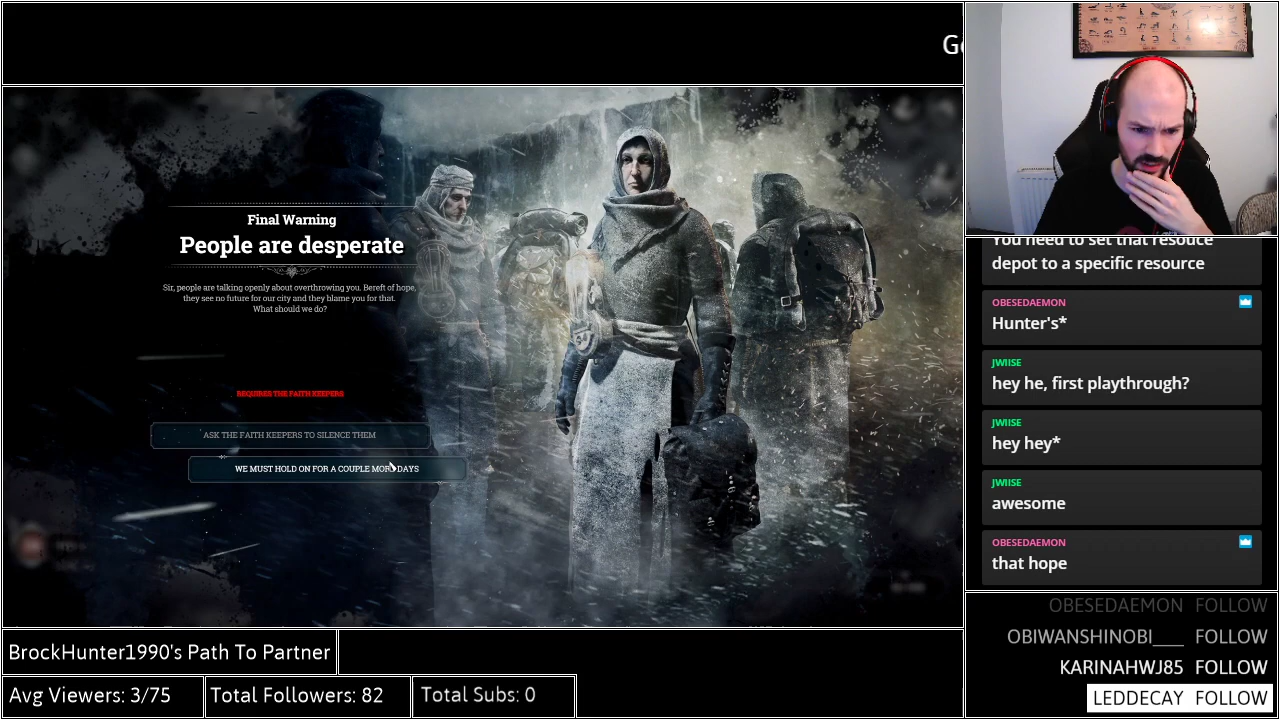 Final Warning
People are desperate
Sir, people are talking openly about overthrowing you. Bereft of hope,
they see no future for our city and they blame you for that.
What should we do?
REQUIRES THE FAITH KEEPERS
ASK THE FAITH KEEPERS TO SILENCE THEM
WE MUST HOLD ON FOR A COUPLE MORE DAYS
BrockHunter1990's Path To Partner
Avg Viewers: 3/75
Total Followers: 82
Total Subs: 0
You need to set that resouce
depot to a specific resource
OBESEDAEMON
Hunter's*
JWIISE
hey he, first playthrough?
JWIISE
hey hey*
JWIISE
awesome
OBESEDAEMON
that hope
OBESEDAEMON FOLLOW
OBIWANSHINOBI___ FOLLOW
KARINAHWJ85 FOLLOW
LEDDECAY FOLLOW